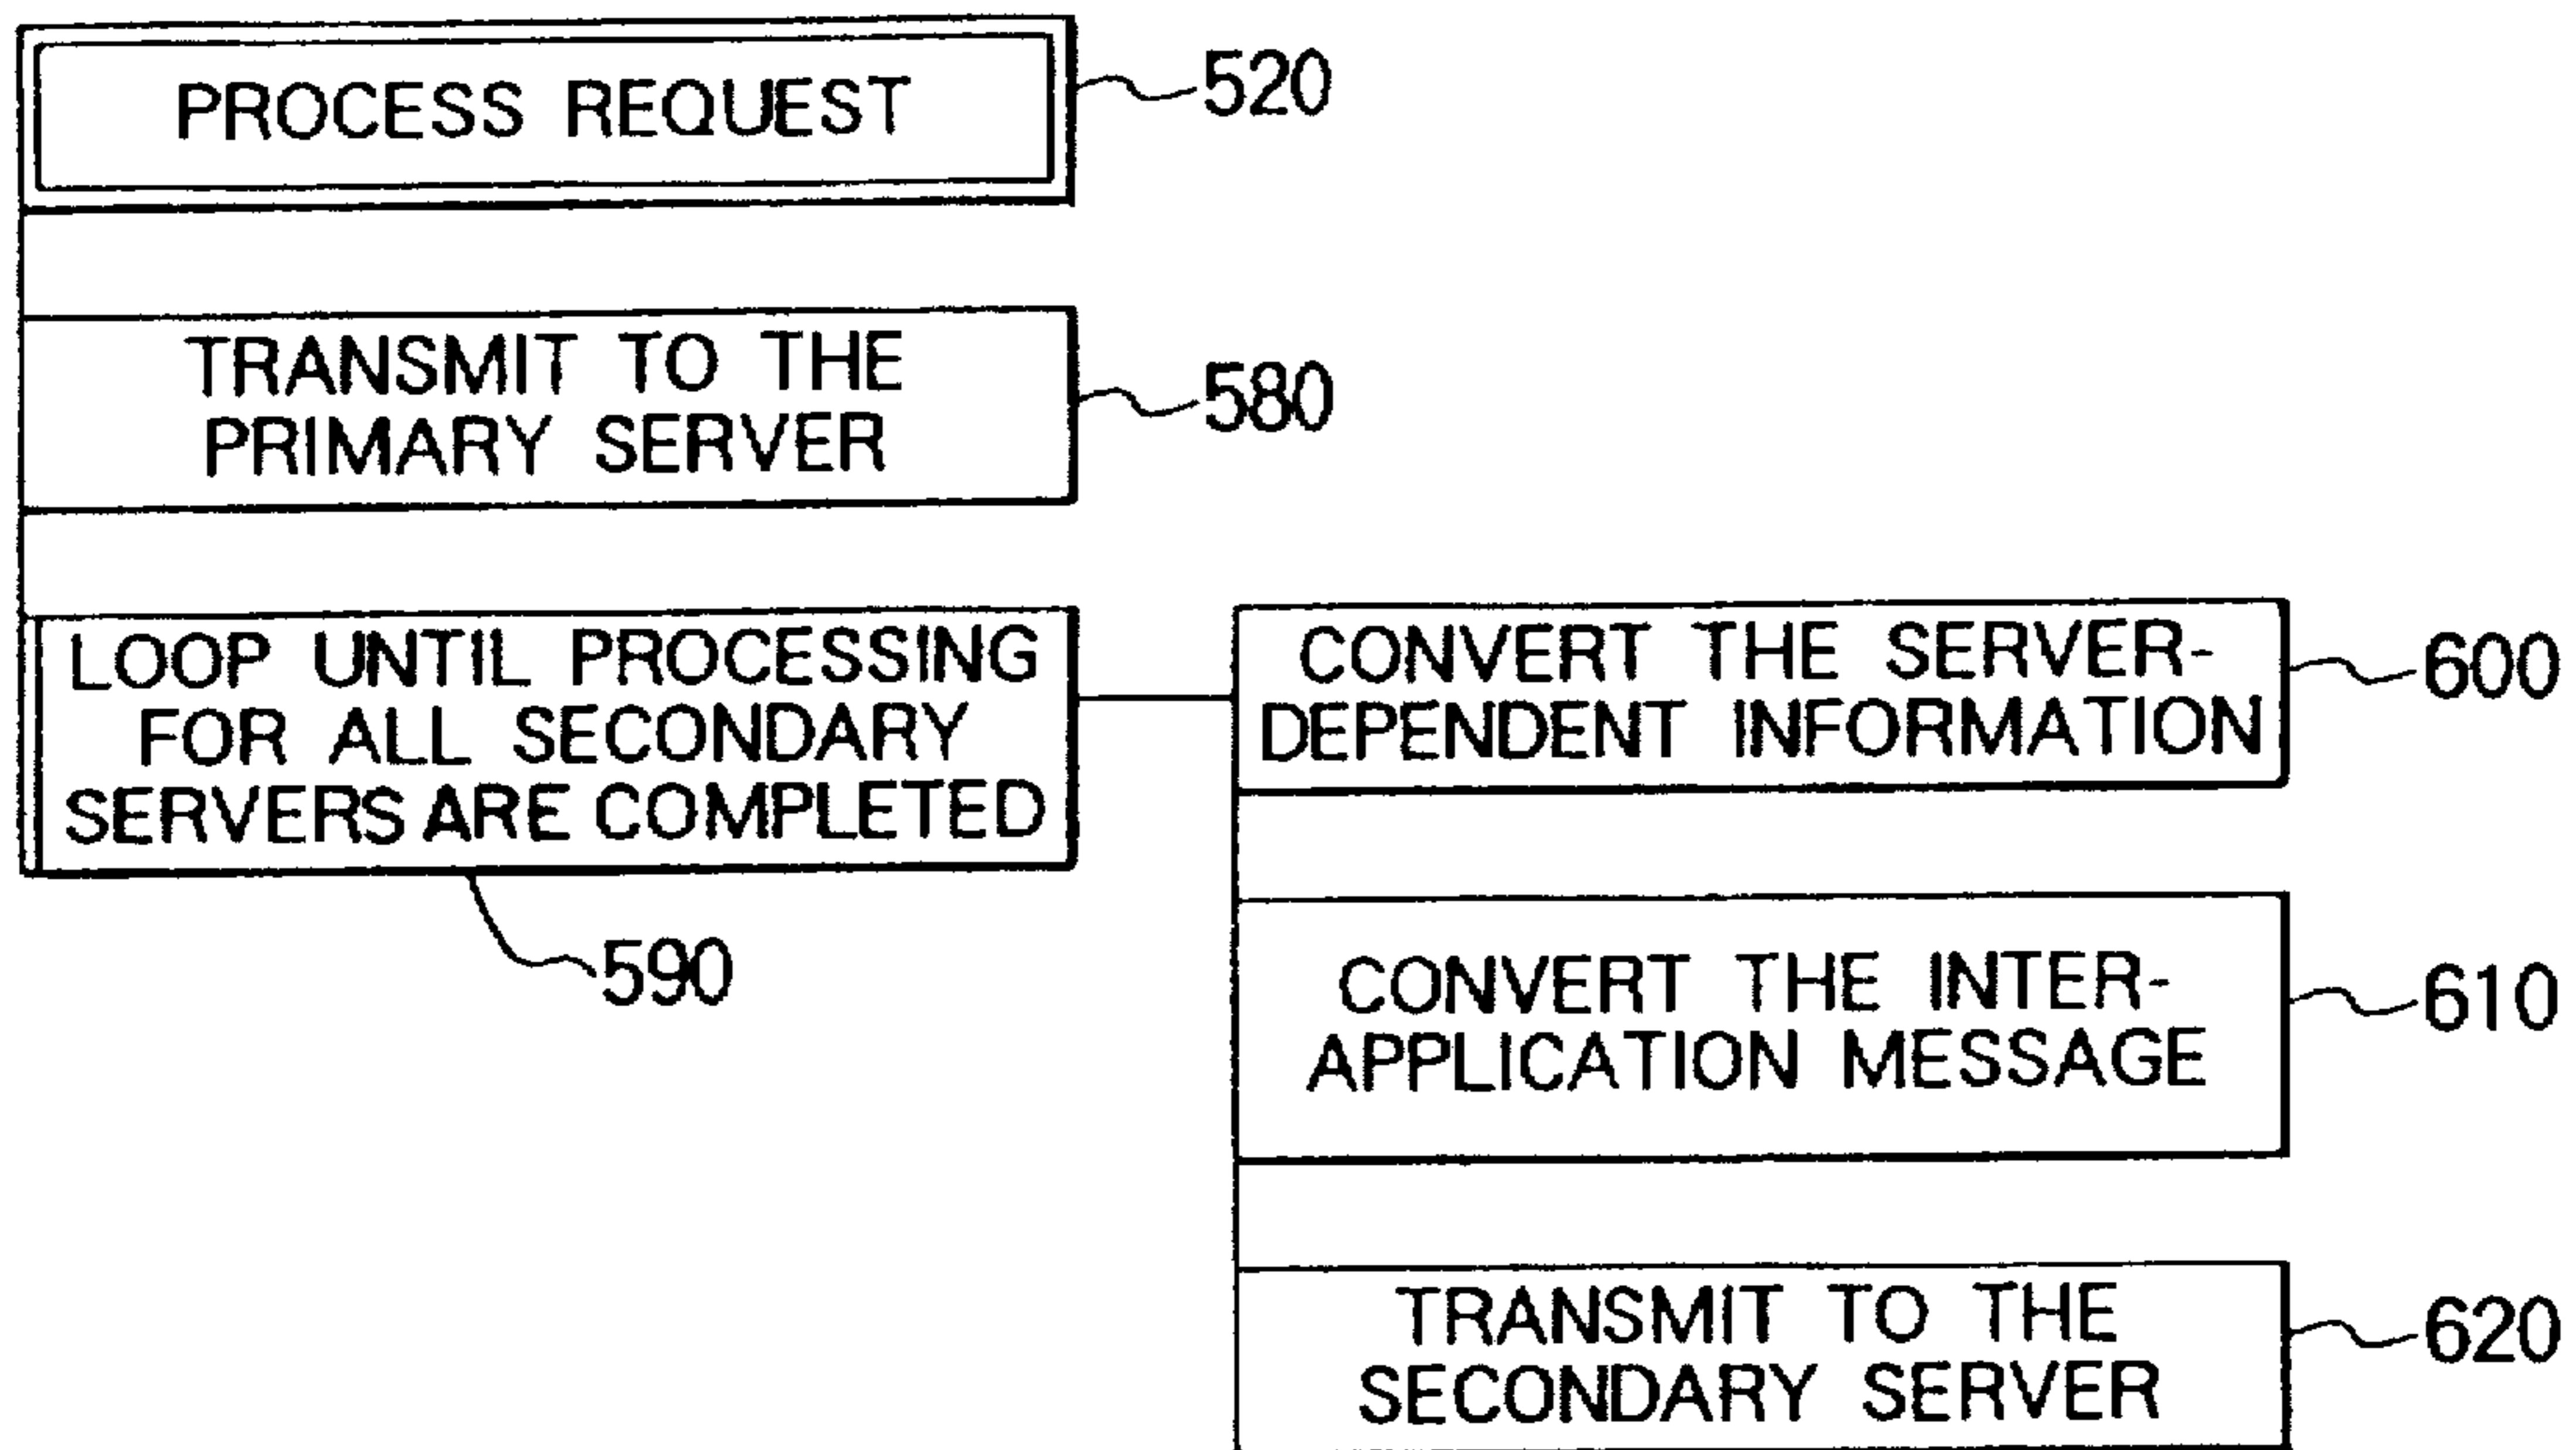 PROCESS REQUEST
520
TRANSMIT TO THE
PRIMARY SERVER
580
LOOP UNTIL PROCESSING
FOR ALL SECONDARY
SERVERS ARE COMPLETED
590
CONVERT THE SERVER-
DEPENDENT INFORMATION
600
CONVERT THE INTER-
APPLICATION MESSAGE
610
TRANSMIT TO THE
SECONDARY SERVER
620